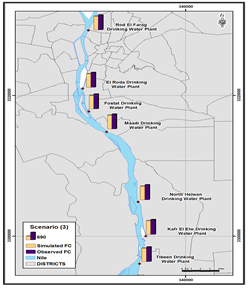 340000
Rod El Farag
Drinking Water Plant
El Roda Drinking
Water Plant
Fostat Drinking
Water Plant
Maadi Drinking
Water Plant
North Helwan
Drinking Water Plant
Kafr El Elw Drinking
Water Plant
Tibeen Drinking
Water Plant
Scenario (3)
690
Simulated FC
Observed FC
Nile
DISTRICTS
340000